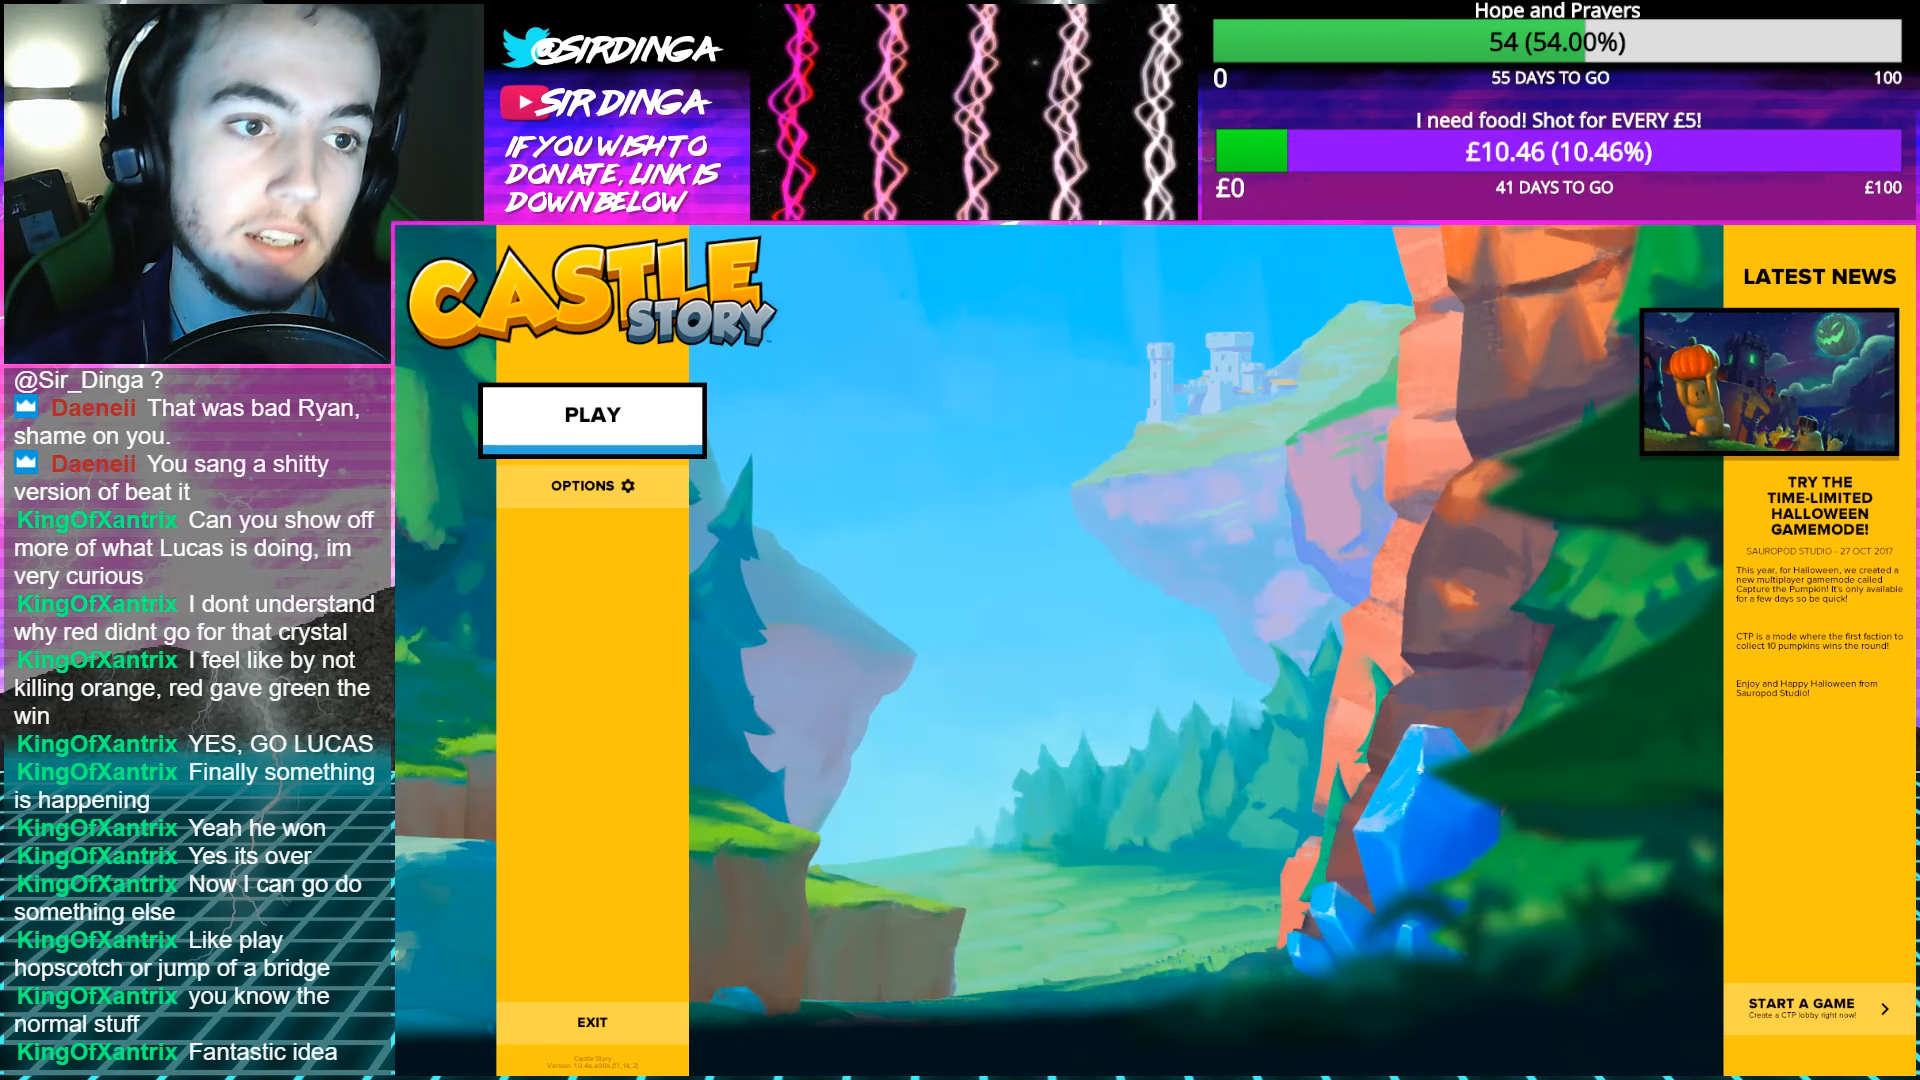 @SIRDINGA
SIR DINGA
IF YOU WISH TO
DONATE, LINK IS
DOWN BELOW
Hope and Prayers
54 (54.00%)
0
55 DAYS TO GO
100
I need food! Shot for EVERY £5!
£10.46 (10.46%)
£0
41 DAYS TO GO
£100
@Sir_Dinga ?
Daeneii That was bad Ryan,
shame on you.
Daeneii You sang a shitty
version of beat it
KingOfXantrix Can you show off
more of what Lucas is doing, im
very curious
KingOfXantrix I dont understand
why red didnt go for that crystal
KingOfXantrix I feel like by not
killing orange, red gave green the
win
KingOfXantrix YES, GO LUCAS
KingOfXantrix Finally something
is happening
KingOfXantrix Yeah he won
KingOfXantrix Yes its over
KingOfXantrix Now I can go do
something else
KingOfXantrix Like play
hopscotch or jump of a bridge
KingOfXantrix you know the
normal stuff
KingOfXantrix Fantastic idea
CASTLE
STORY
PLAY
OPTIONS
EXIT
Castle Story
LATEST NEWS
TRY THE
TIME-LIMITED
HALLOWEEN
GAMEMODE!
SAUROPOD STUDIO - 27 OCT 2017
This year, for Halloween, we created a
new multiplayer gamemode called
Capture the Pumpkin! It's only available
for a few days so be quick!
CTP is a mode where the first faction to
collect 10 pumpkins wins the round!
Enjoy and Happy Halloween from
Sauropod Studio!
START A GAME
Create a CTP lobby right now!